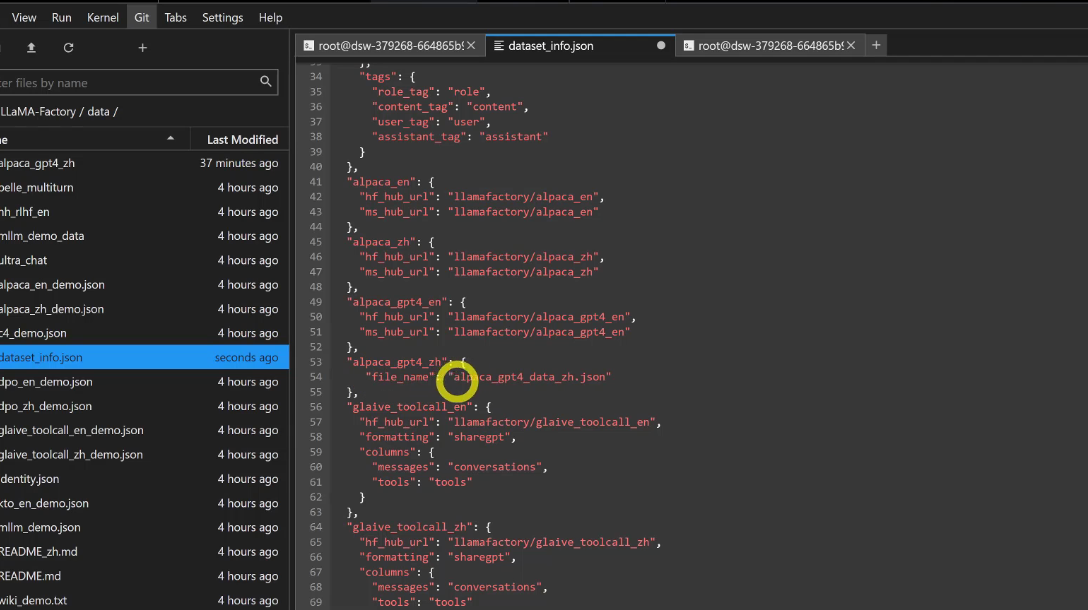 View Run Kernel Git Tabs Settings Help
root@dsw-379268-664865b9 dataset_info.json root@dsw-379268-664865b9
ter files by name
LLaMA-Factory / data /
me Last Modified
alpaca_gpt4_zh 37 minutes ago
belle_multiturn 4 hours ago
hh_rlhf_en 4 hours ago
mllm_demo_data 4 hours ago
ultra_chat 4 hours ago
alpaca_en_demo.json 4 hours ago
alpaca_zh_demo.json 4 hours ago
c4_demo.json 4 hours ago
dataset_info.json seconds ago
dpo_en_demo.json 4 hours ago
dpo_zh_demo.json 4 hours ago
glaive_toolcall_en_demo.json 4 hours ago
glaive_toolcall_zh_demo.json 4 hours ago
identity.json 4 hours ago
kto_en_demo.json 4 hours ago
mllm_demo.json 4 hours ago
README_zh.md 4 hours ago
README.md 4 hours ago
wiki_demo.txt 4 hours ago
33 },
34 "tags": {
35 "role_tag": "role",
36 "content_tag": "content",
37 "user_tag": "user",
38 "assistant_tag": "assistant"
39 }
40 },
41 "alpaca_en": {
42 "hf_hub_url": "llamafactory/alpaca_en",
43 "ms_hub_url": "llamafactory/alpaca_en"
44 },
45 "alpaca_zh": {
46 "hf_hub_url": "llamafactory/alpaca_zh",
47 "ms_hub_url": "llamafactory/alpaca_zh"
48 },
49 "alpaca_gpt4_en": {
50 "hf_hub_url": "llamafactory/alpaca_gpt4_en",
51 "ms_hub_url": "llamafactory/alpaca_gpt4_en"
52 },
53 "alpaca_gpt4_zh": {
54 "file_name": "alpaca_gpt4_data_zh.json"
55 },
56 "glaive_toolcall_en": {
57 "hf_hub_url": "llamafactory/glaive_toolcall_en",
58 "formatting": "sharegpt",
59 "columns": {
60 "messages": "conversations",
61 "tools": "tools"
62 }
63 },
64 "glaive_toolcall_zh": {
65 "hf_hub_url": "llamafactory/glaive_toolcall_zh",
66 "formatting": "sharegpt",
67 "columns": {
68 "messages": "conversations",
69 "tools": "tools"